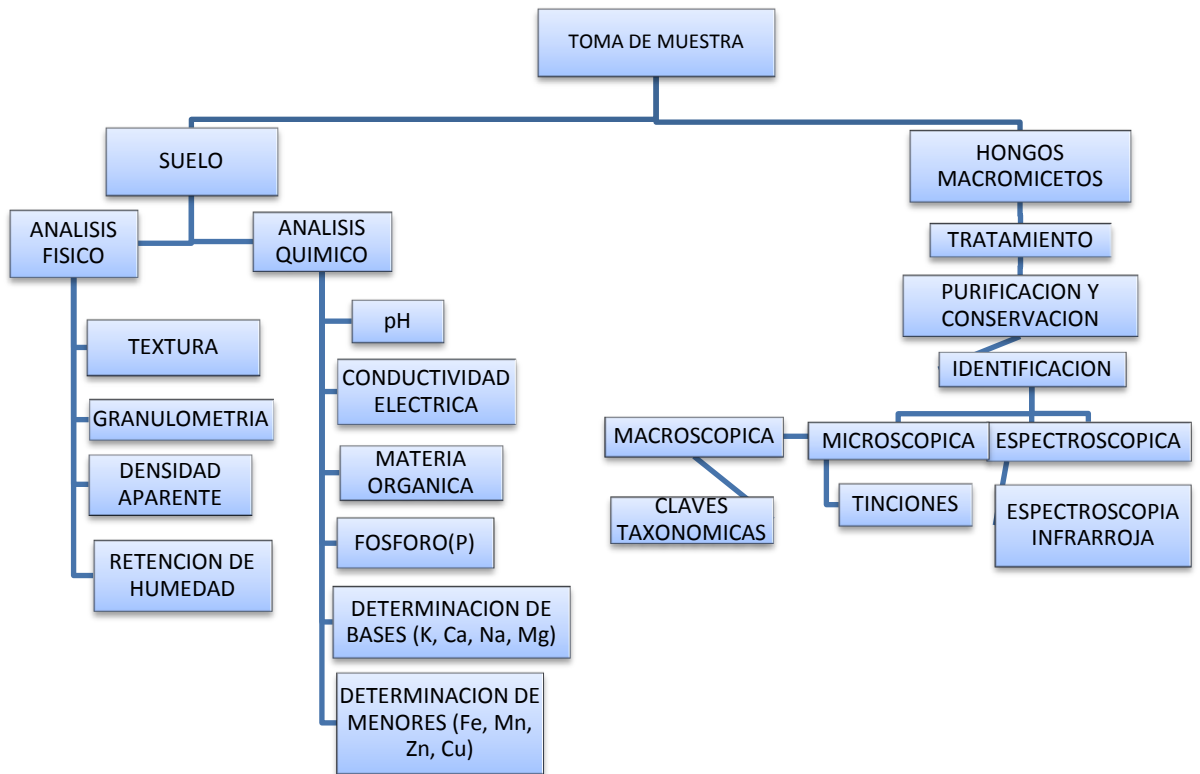 TOMA DE MUESTRA
SUELO
ANALISIS
FISICO
TEXTURA
GRANULOMETRIA
DENSIDAD
APARENTE
RETENCION DE
HUMEDAD
ANALISIS
QUIMICO
pH
CONDUCTIVIDAD
ELECTRICA
MATERIA
ORGANICA
FOSFORO(P)
DETERMINACION DE
BASES (K, Ca, Na, Mg)
DETERMINACION DE
MENORES (Fe, Mn,
Zn, Cu)
HONGOS
MACROMICETOS
TRATAMIENTO
PURIFICACION Y
CONSERVACION
IDENTIFICACION
MACROSCOPICA
CLAVES
TAXONOMICAS
MICROSCOPICA
TINCIONES
ESPECTROSCOPICA
ESPECTROSCOPIA
INFRARROJA